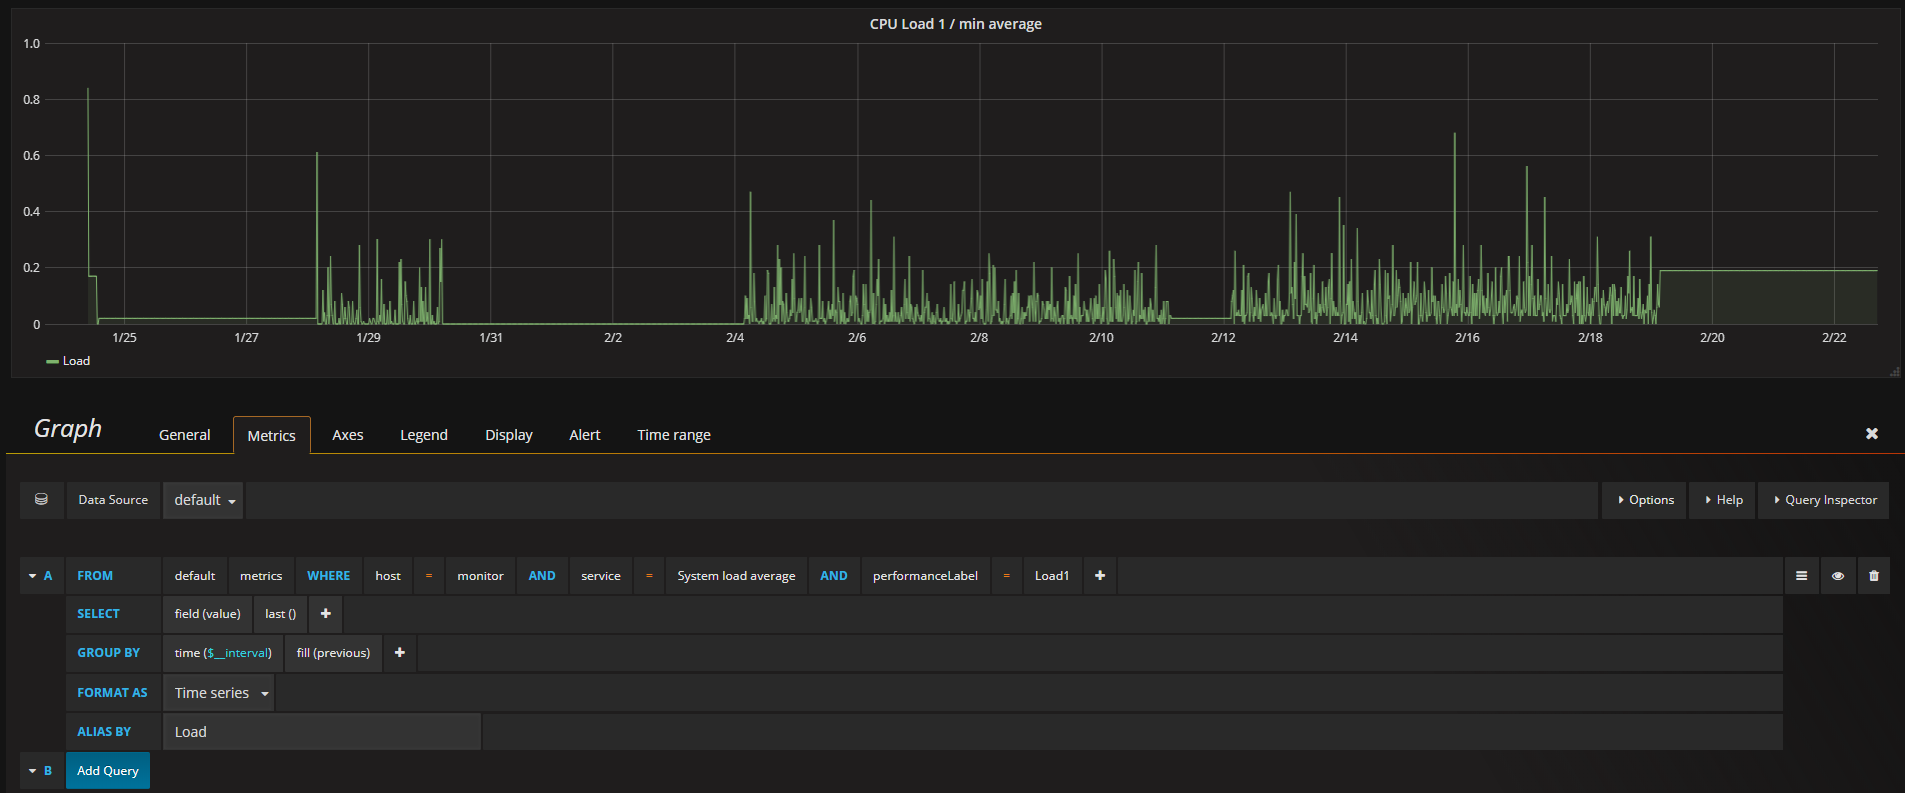 CPU Load 1 / min average
1.0
0.8
0.6
0.4
0.2
0
1/25 1/27 1/29 1/31 2/2 2/4 2/6 2/8 2/10 2/12 2/14 2/16 2/18 2/20 2/22
Load
Graph General Metrics Axes Legend Display Alert Time range
Data Source default Options Help Query Inspector
A FROM default metrics WHERE host = monitor AND service = System load average AND performanceLabel = Load1
SELECT field (value) last ()
GROUP BY time ($__interval) fill (previous)
FORMAT AS Time series
ALIAS BY Load
B Add Query